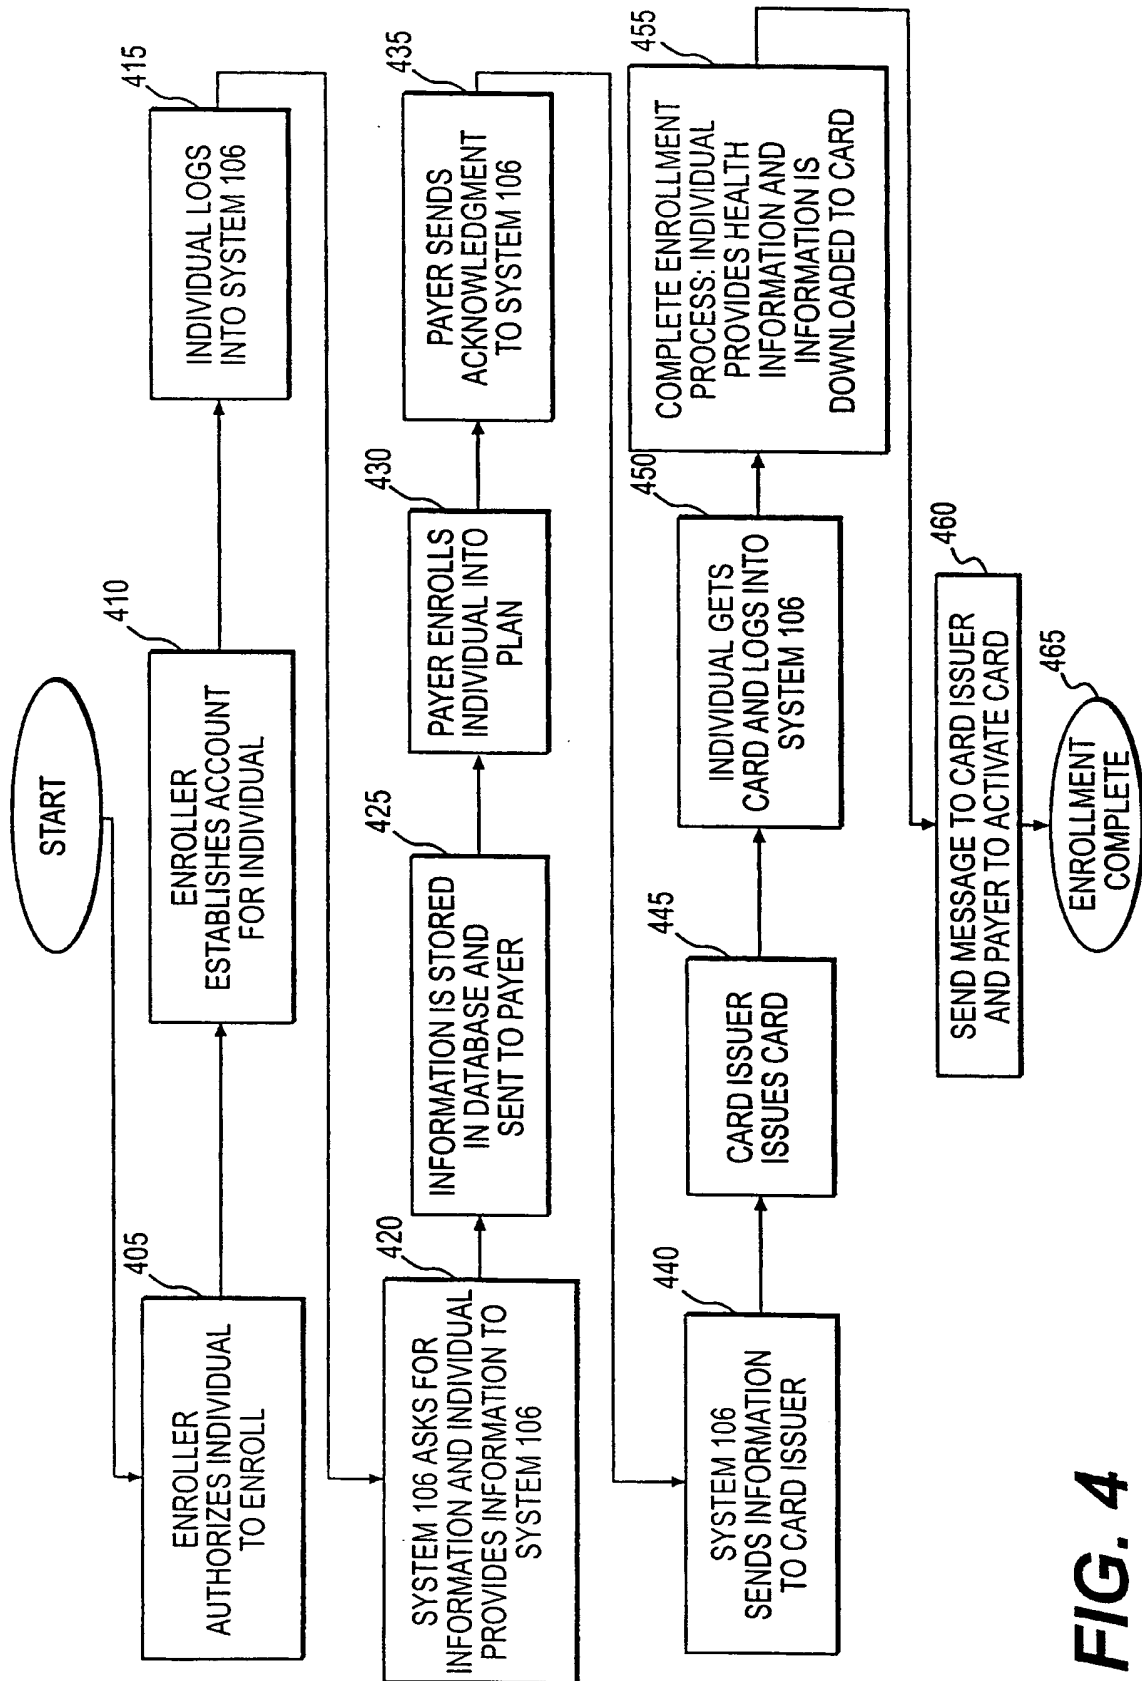 START
405
ENROLLER
AUTHORIZES INDIVIDUAL
TO ENROLL
410
ENROLLER
ESTABLISHES ACCOUNT
FOR INDIVIDUAL
415
INDIVIDUAL LOGS
INTO SYSTEM 106
420
SYSTEM 106 ASKS FOR
INFORMATION AND INDIVIDUAL
PROVIDES INFORMATION TO
SYSTEM 106
425
INFORMATION IS STORED
IN DATABASE AND
SENT TO PAYER
430
PAYER ENROLLS
INDIVIDUAL INTO
PLAN
435
PAYER SENDS
ACKNOWLEDGMENT
TO SYSTEM 106
440
SYSTEM 106
SENDS INFORMATION
TO CARD ISSUER
445
CARD ISSUER
ISSUES CARD
450
INDIVIDUAL GETS
CARD AND LOGS INTO
SYSTEM 106
455
COMPLETE ENROLLMENT
PROCESS: INDIVIDUAL
PROVIDES HEALTH
INFORMATION AND
INFORMATION IS
DOWNLOADED TO CARD
460
SEND MESSAGE TO CARD ISSUER
AND PAYER TO ACTIVATE CARD
465
ENROLLMENT
COMPLETE
FIG. 4